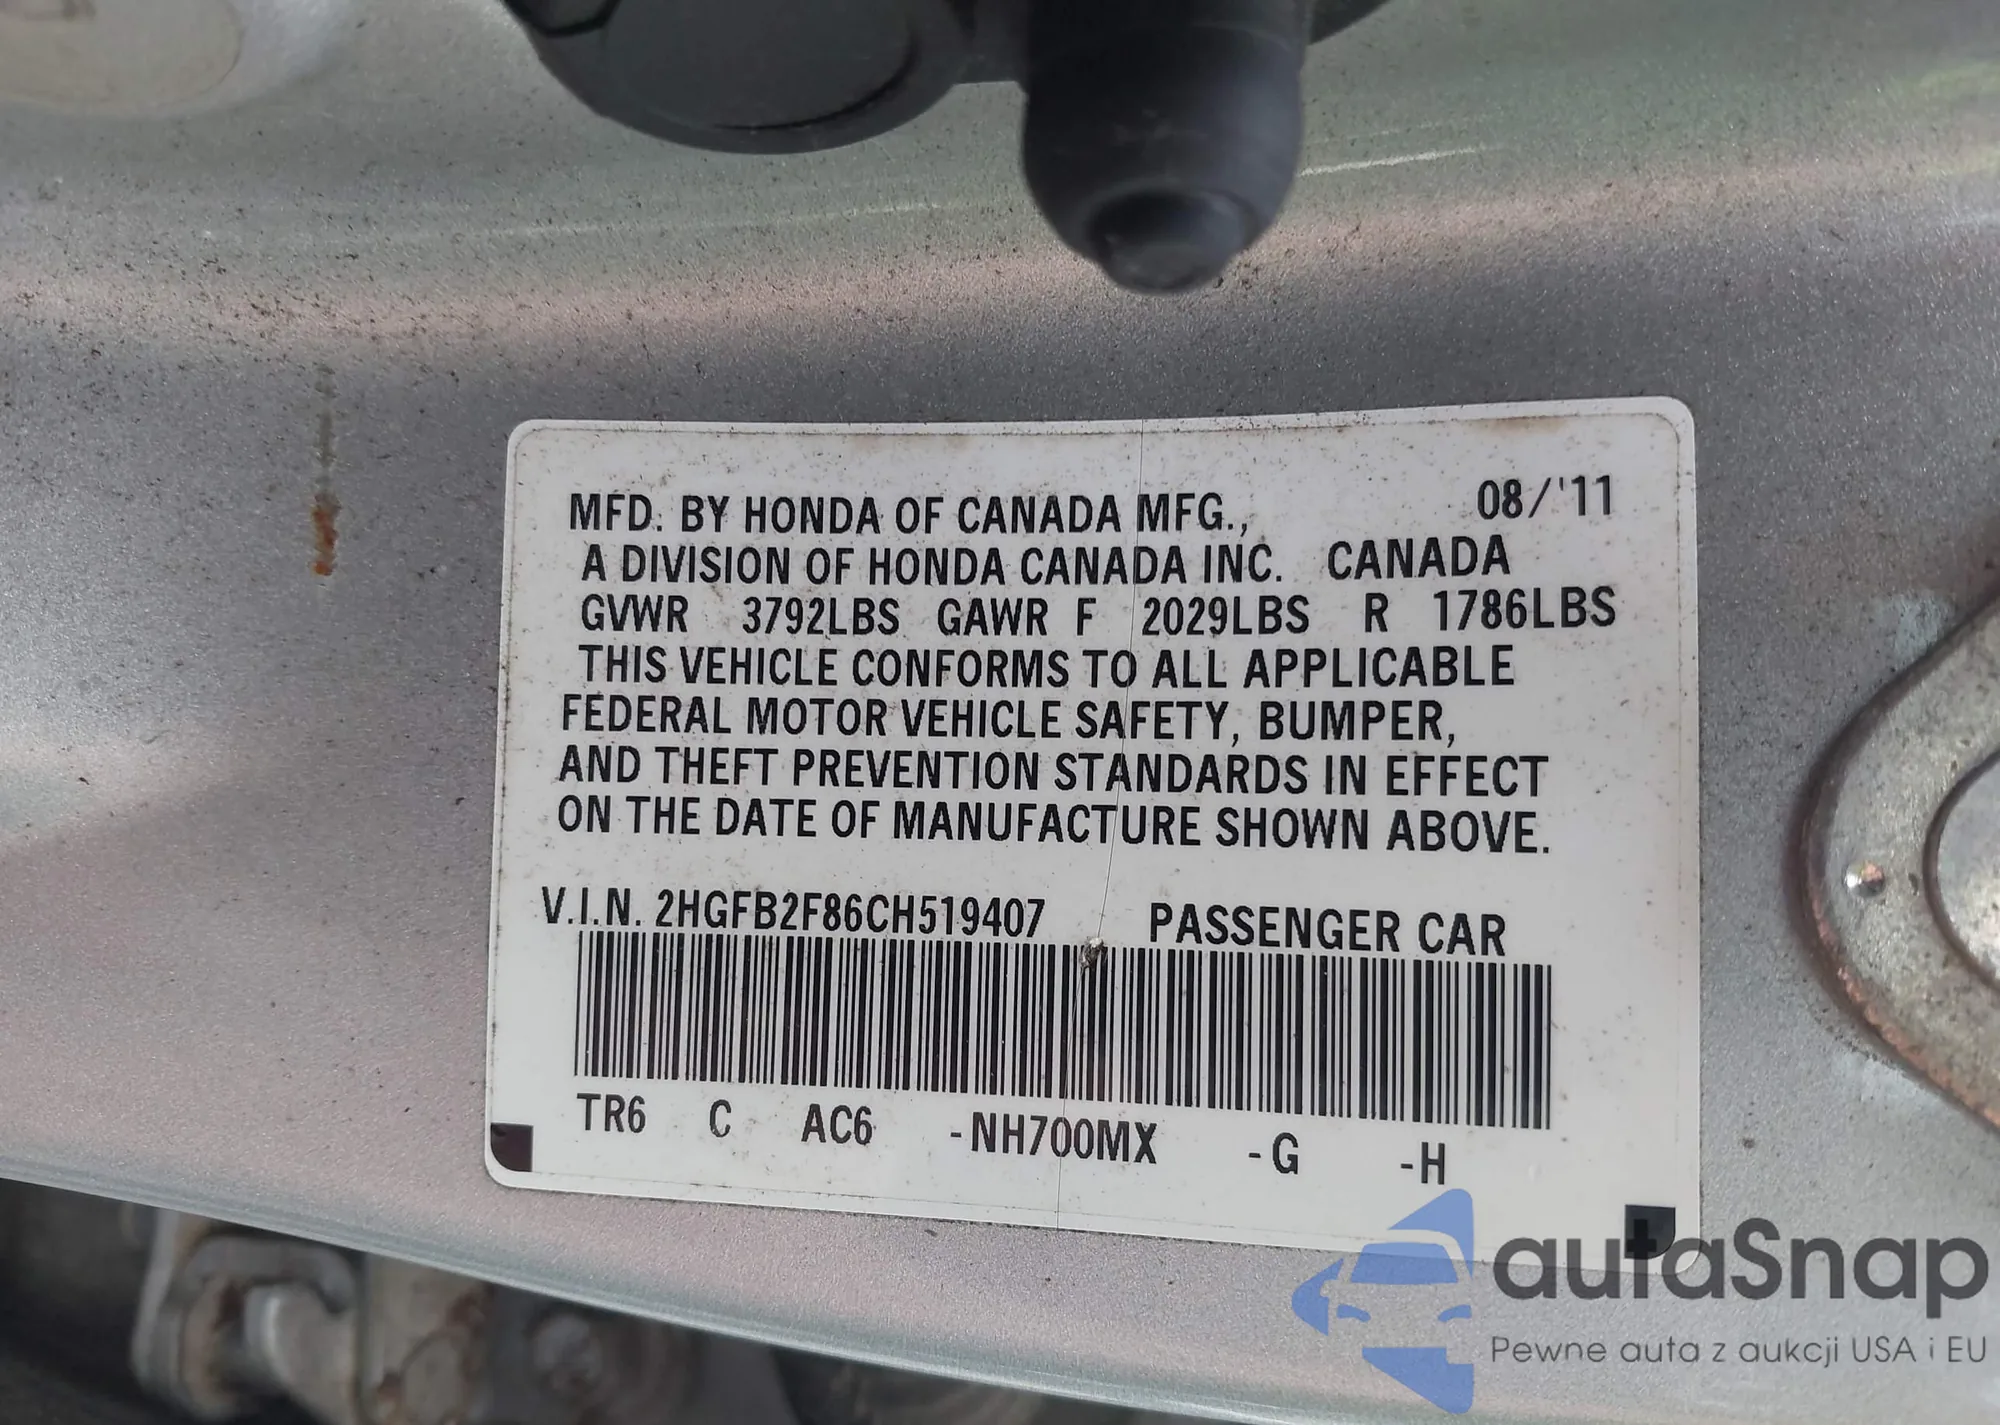 MFD. BY HONDA OF CANADA MFG., 08/'11
A DIVISION OF HONDA CANADA INC. CANADA
GVWR 3792LBS GAWR F 2029LBS R 1786LBS
THIS VEHICLE CONFORMS TO ALL APPLICABLE
FEDERAL MOTOR VEHICLE SAFETY, BUMPER,
AND THEFT PREVENTION STANDARDS IN EFFECT
ON THE DATE OF MANUFACTURE SHOWN ABOVE.
V.I.N. 2HGFB2F86CH519407 PASSENGER CAR
TR6 C AC6 -NH700MX -G -H
autaSnap
Pewne auta z aukcji USA i EU